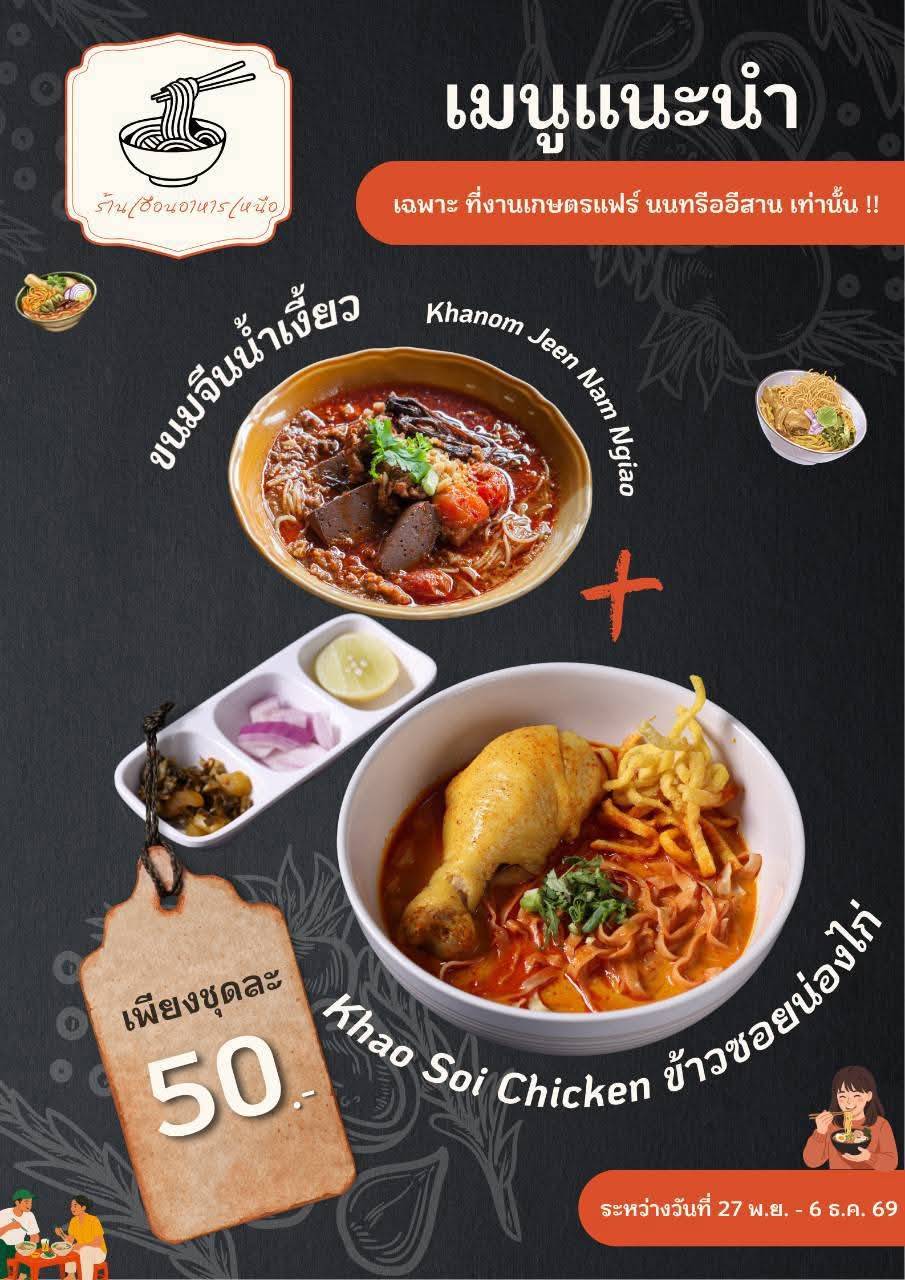 ร้านเฮือนอาหารเหนือ
เมนูแนะนำ
เฉพาะ ที่งานเกษตรแฟร์ นนทรีอีสาน เท่านั้น !!
ขนมจีนน้ำเงี้ยว
Khanom Jeen Nam Ngiao
+
เพียงชุดละ
50.-
Khao Soi Chicken ข้าวซอยน่องไก่
ระหว่างวันที่ 27 พ.ย. - 6 ธ.ค. 69